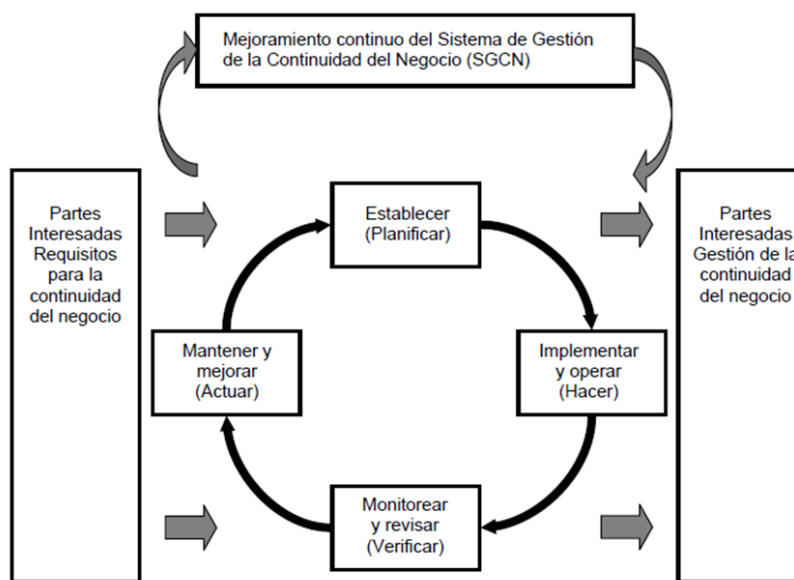 Mejoramiento continuo del Sistema de Gestión
de la Continuidad del Negocio (SGCN)
Partes
Interesadas
Requisitos
para la
continuidad
del negocio
Establecer
(Planificar)
Partes
Interesadas
Gestión de la
continuidad
del negocio
Mantener y
mejorar
(Actuar)
Implementar
y operar
(Hacer)
Monitorear
y revisar
(Verificar)